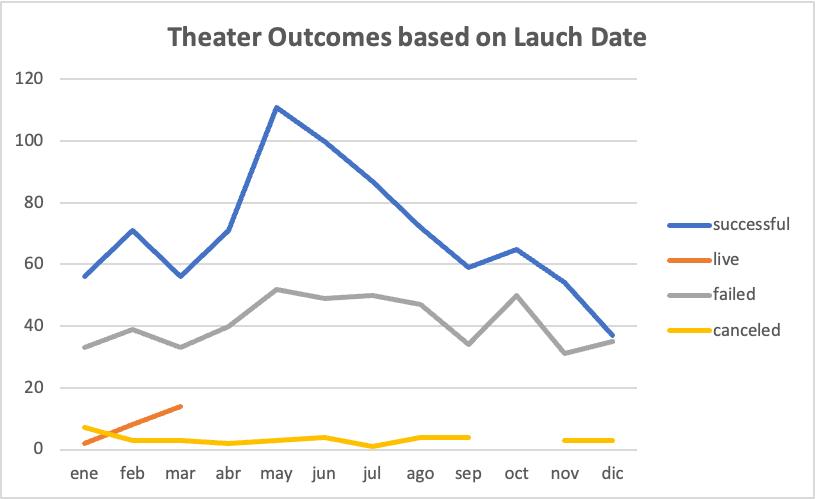 Theater Outcomes based on Lauch Date
120
100
80
60
40
20
0
ene feb mar abr may jun jul ago sep oct nov dic
successful
live
failed
canceled